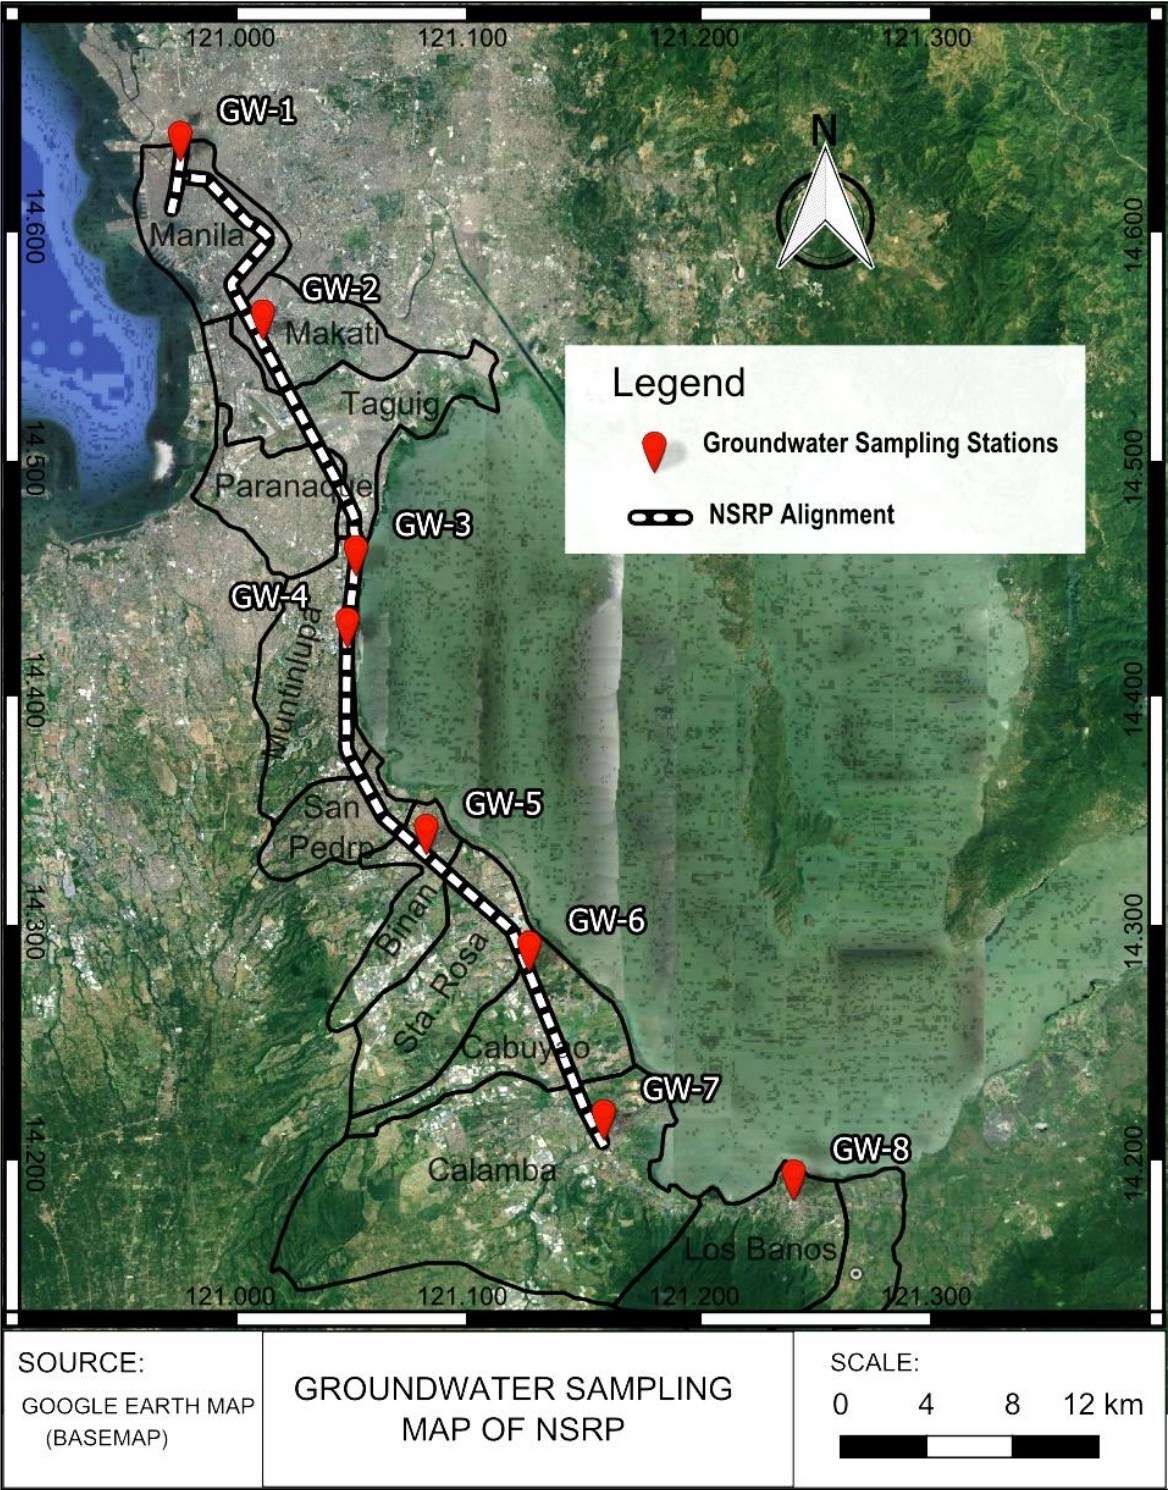 121.000
121.100
121.200
121.300
GW-1
N
14.600
14.600
Manila
GW-2
Makati
Legend
Taguig
Groundwater Sampling Stations
14.500
14.500
Paranaque
NSRP Alignment
GW-3
GW-4
Muntinlupa
14.400
14.400
San
Pedro
GW-5
Binan
14.300
14.300
GW-6
Sta. Rosa
Cabuyao
GW-7
14.200
14.200
Calamba
GW-8
Los Banos
121.000
121.100
121.200
121.300
SOURCE:
GOOGLE EARTH MAP
(BASEMAP)
GROUNDWATER SAMPLING
MAP OF NSRP
SCALE:
0 4 8 12 km